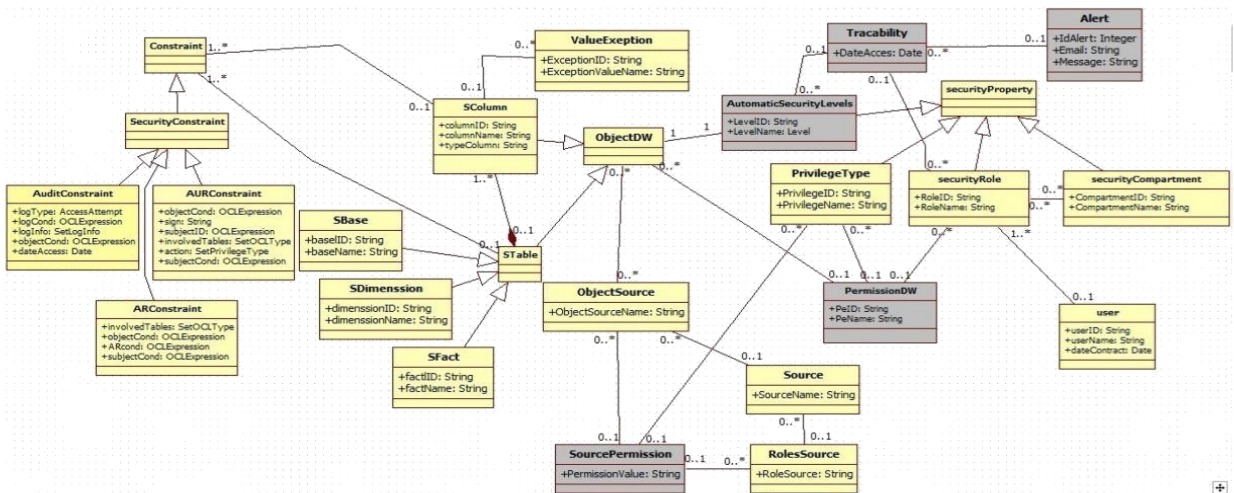 Constraint
1..*
1..*
0..1
SecurityConstraint
AuditConstraint
+logType: AccessAttempt
+logCond: OCLExpression
+logInfo: SetLogInfo
+objectCond: OCLExpression
+dateAccess: Date
AURConstraint
+objectCond: OCLExpression
+sign: String
+subjectID: OCLExpression
+involvedTables: SetOCLType
+action: SetPrivilegeType
+subjectCond: OCLExpression
ARConstraint
+involvedTables: SetOCLType
+objectCond: OCLExpression
+ARcond: OCLExpression
+subjectCond: OCLExpression
ValueExeption
+ExceptionID: String
+ExceptionValueName: String
0..*
0..1
SColumn
+columnID: String
+columnName: String
+typeColumn: String
1..*
0..1
0..1
STable
SBase
+baseIID: String
+baseName: String
SDimenssion
+dimenssionID: String
+dimenssionName: String
SFact
+factIID: String
+factName: String
ObjectDW
1
1
0..*
0..*
0..*
ObjectSource
+ObjectSourceName: String
0..*
0..*
0..1
0..1
0..1
SourcePermission
+PermissionValue: String
0..1
0..*
Source
+SourceName: String
0..*
0..1
RolesSource
+RoleSource: String
Tracability
+DateAcces: Date
0..1
0..*
0..1
0..*
0..1
0..*
Alert
+IdAlert: Integer
+Email: String
+Message: String
AutomaticSecurityLevels
+LevelID: String
+LevelName: Level
securityProperty
PrivilegeType
+PrivilegeID: String
+PrivilegeName: String
0..*
0..*
securityRole
+RoleID: String
+RoleName: String
0..*
0..*
0..*
1..*
securityCompartment
+CompartmentID: String
+CompartmentName: String
0..1
0..1
0..1
PermissionDW
+PeID: String
+PeName: String
0..1
user
+userID: String
+userName: String
+dateContract: Date